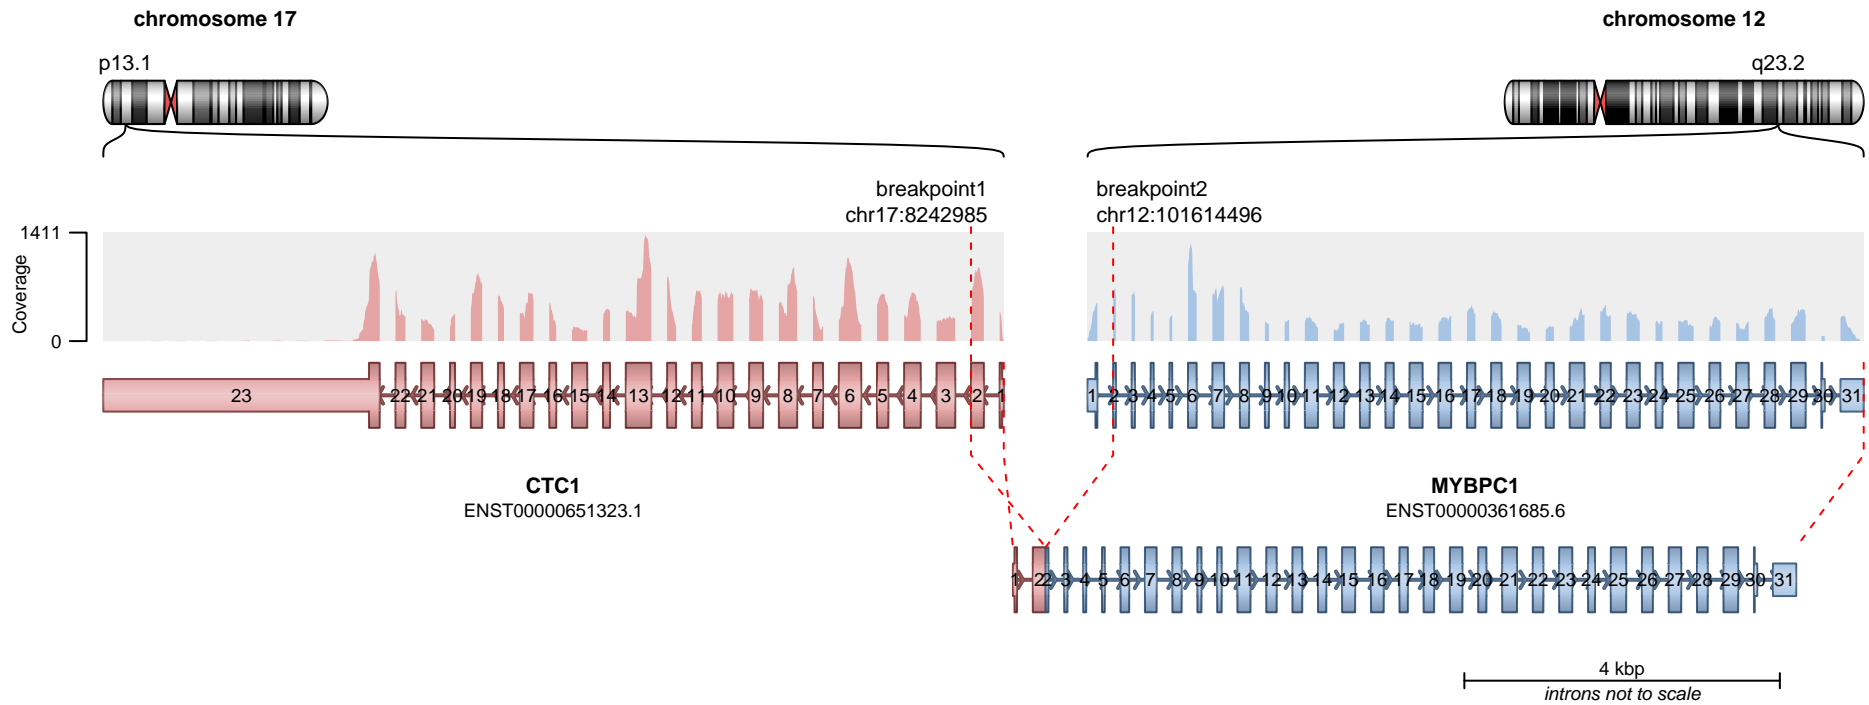 chromosome 17
chromosome 12
p13.1
q23.2
breakpoint1
chr17:8242985
breakpoint2
chr12:101614496
1411
0
Coverage
23 22 21 20 19 18 17 16 15 14 13 12 11 10 9 8 7 6 5 4 3 2 1
1 2 3 4 5 6 7 8 9 10 11 12 13 14 15 16 17 18 19 20 21 22 23 24 25 26 27 28 29 30 31
CTC1
ENST00000651323.1
MYBPC1
ENST00000361685.6
1 2 2 3 4 5 6 7 8 9 10 11 12 13 14 15 16 17 18 19 20 21 22 23 24 25 26 27 28 29 30 31
4 kbp
introns not to scale